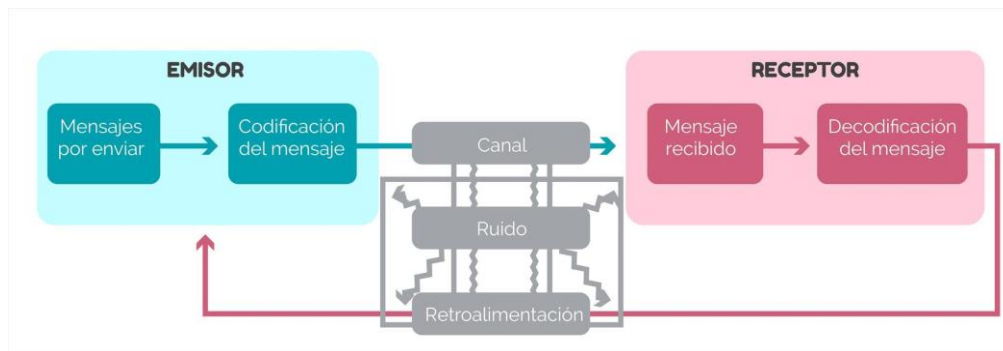 EMISOR
Mensajes
por enviar
Codificación
del mensaje
Canal
Ruido
Retroalimentación
RECEPTOR
Mensaje
recibido
Decodificación
del mensaje